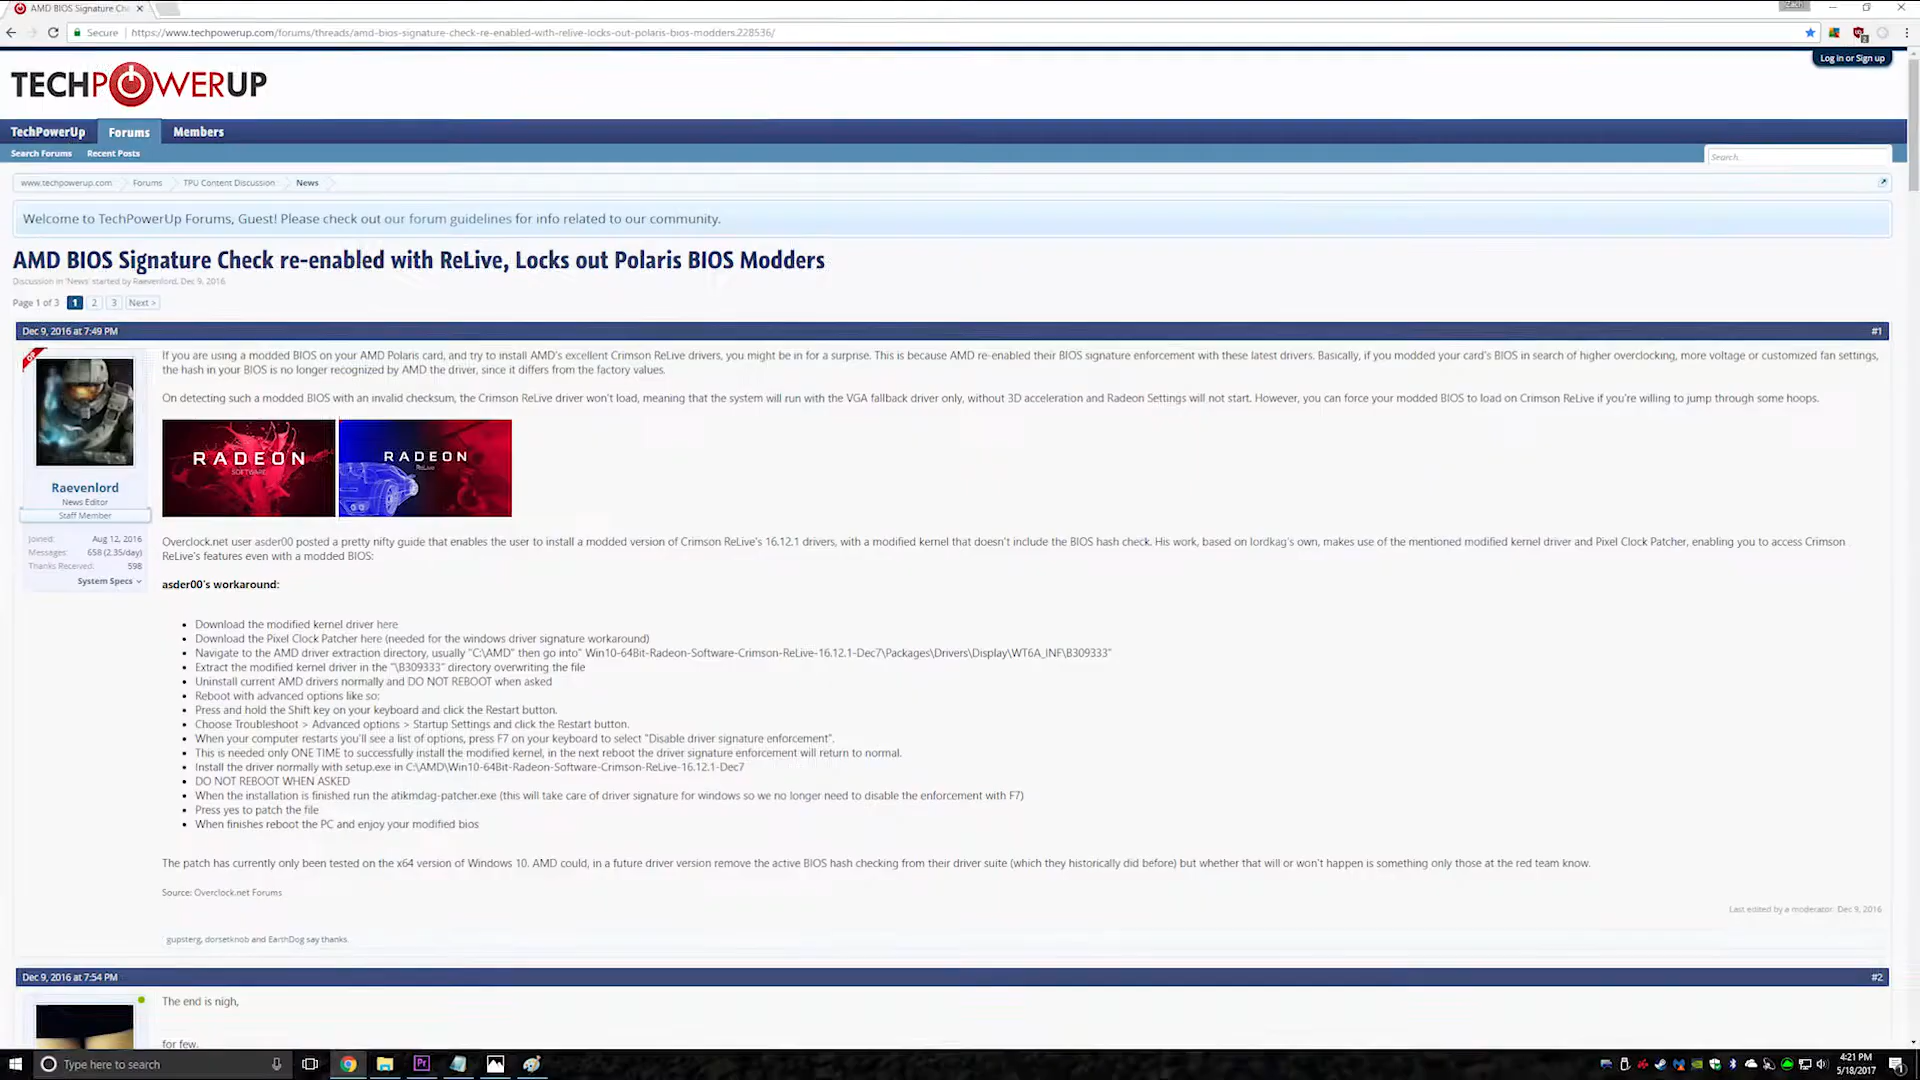 AMD BIOS Signature Ch
Zach
Secure
https://www.techpowerup.com/forums/threads/amd-bios-signature-check-re-enabled-with-relive-locks-out-polaris-bios-modders.228536/
Log in or Sign up
TECHPOWERUP
TechPowerUp
Forums
Members
Search Forums
Recent Posts
Search
www.techpowerup.com
Forums
TPU Content Discussion
News
Welcome to TechPowerUp Forums, Guest! Please check out our forum guidelines for info related to our community.
AMD BIOS Signature Check re-enabled with ReLive, Locks out Polaris BIOS Modders
Discussion in 'News' started by Raevenlord, Dec 9, 2016.
Page 1 of 3 1 2 3 Next >
Dec 9, 2016 at 7:49 PM #1
If you are using a modded BIOS on your AMD Polaris card, and try to install AMD's excellent Crimson ReLive drivers, you might be in for a surprise. This is because AMD re-enabled their BIOS signature enforcement with these latest drivers. Basically, if you modded your card's BIOS in search of higher overclocking, more voltage or customized fan settings,
the hash in your BIOS is no longer recognized by AMD the driver, since it differs from the factory values.
On detecting such a modded BIOS with an invalid checksum, the Crimson ReLive driver won't load, meaning that the system will run with the VGA fallback driver only, without 3D acceleration and Radeon Settings will not start. However, you can force your modded BIOS to load on Crimson ReLive if you're willing to jump through some hoops.
RADEON
SOFTWARE
RADEON
ReLive
OP
Raevenlord
News Editor
Staff Member
Joined: Aug 12, 2016
Messages: 658 (2.35/day)
Thanks Received: 598
System Specs
Overclock.net user asder00 posted a pretty nifty guide that enables the user to install a modded version of Crimson ReLive's 16.12.1 drivers, with a modified kernel that doesn't include the BIOS hash check. His work, based on lordkag's own, makes use of the mentioned modified kernel driver and Pixel Clock Patcher, enabling you to access Crimson
ReLive's features even with a modded BIOS:
asder00's workaround:
• Download the modified kernel driver here
• Download the Pixel Clock Patcher here (needed for the windows driver signature workaround)
• Navigate to the AMD driver extraction directory, usually "C:\AMD" then go into" Win10-64Bit-Radeon-Software-Crimson-ReLive-16.12.1-Dec7\Packages\Drivers\Display\WT6A_INF\B309333"
• Extract the modified kernel driver in the "\B309333" directory overwriting the file
• Uninstall current AMD drivers normally and DO NOT REBOOT when asked
• Reboot with advanced options like so:
• Press and hold the Shift key on your keyboard and click the Restart button.
• Choose Troubleshoot > Advanced options > Startup Settings and click the Restart button.
• When your computer restarts you'll see a list of options, press F7 on your keyboard to select "Disable driver signature enforcement".
• This is needed only ONE TIME to successfully install the modified kernel, in the next reboot the driver signature enforcement will return to normal.
• Install the driver normally with setup.exe in C:\AMD\Win10-64Bit-Radeon-Software-Crimson-ReLive-16.12.1-Dec7
• DO NOT REBOOT WHEN ASKED
• When the installation is finished run the atikmdag-patcher.exe (this will take care of driver signature for windows so we no longer need to disable the enforcement with F7)
• Press yes to patch the file
• When finishes reboot the PC and enjoy your modified bios
The patch has currently only been tested on the x64 version of Windows 10. AMD could, in a future driver version remove the active BIOS hash checking from their driver suite (which they historically did before) but whether that will or won't happen is something only those at the red team know.
Source: Overclock.net Forums
Last edited by a moderator: Dec 9, 2016
gupsterg, dorsetknob and EarthDog say thanks.
Dec 9, 2016 at 7:54 PM #2
The end is nigh,
for few.
Type here to search
Pr
4:21 PM
5/18/2017